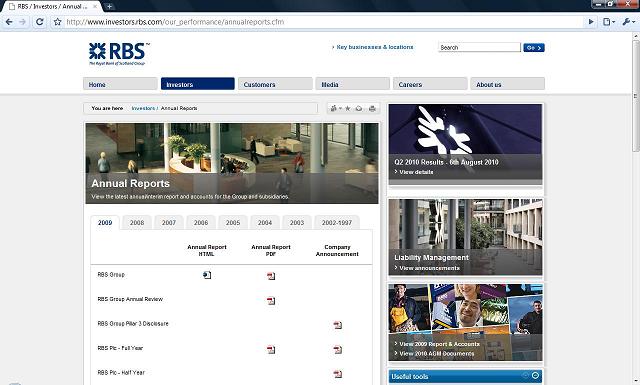 RBS / Investors / Annual ...
http://www.investors.rbs.com/our_performance/annualreports.cfm
RBS
The Royal Bank of Scotland Group
Key businesses & locations
Search
Go
Home
Investors
Customers
Media
Careers
About us
You are here Investors / Annual Reports
Annual Reports
View the latest annual/interim report and accounts for the Group and subsidiaries.
2009
2008
2007
2006
2005
2004
2003
2002-1997
Annual Report HTML
Annual Report PDF
Company Announcement
RBS Group
RBS Group Annual Review
RBS Group Pillar 3 Disclosure
RBS Plc - Full Year
RBS Plc - Half Year
Q2 2010 Results - 6th August 2010
View details
Liability Management
View announcements
View 2009 Report & Accounts
View 2010 AGM Documents
Useful tools